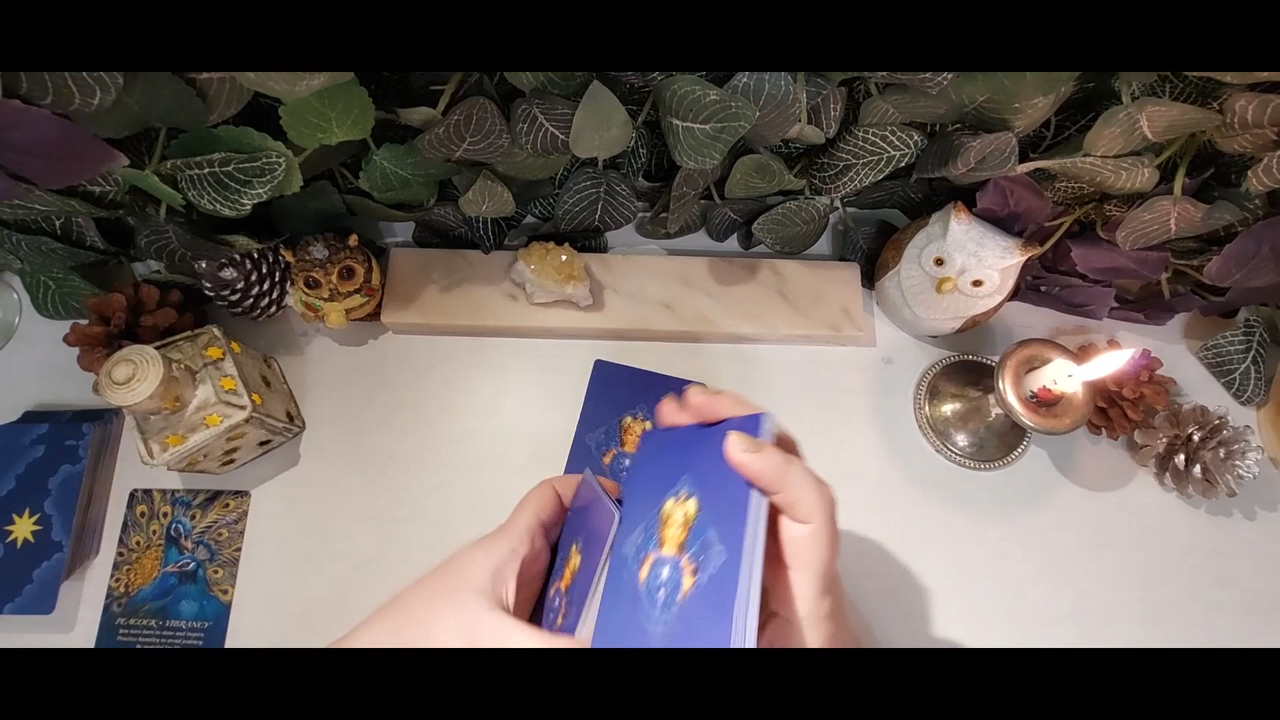 PEACOCK • VIBRANCY
You were born to shine and inspire.
Practice humility to avoid jealousy.